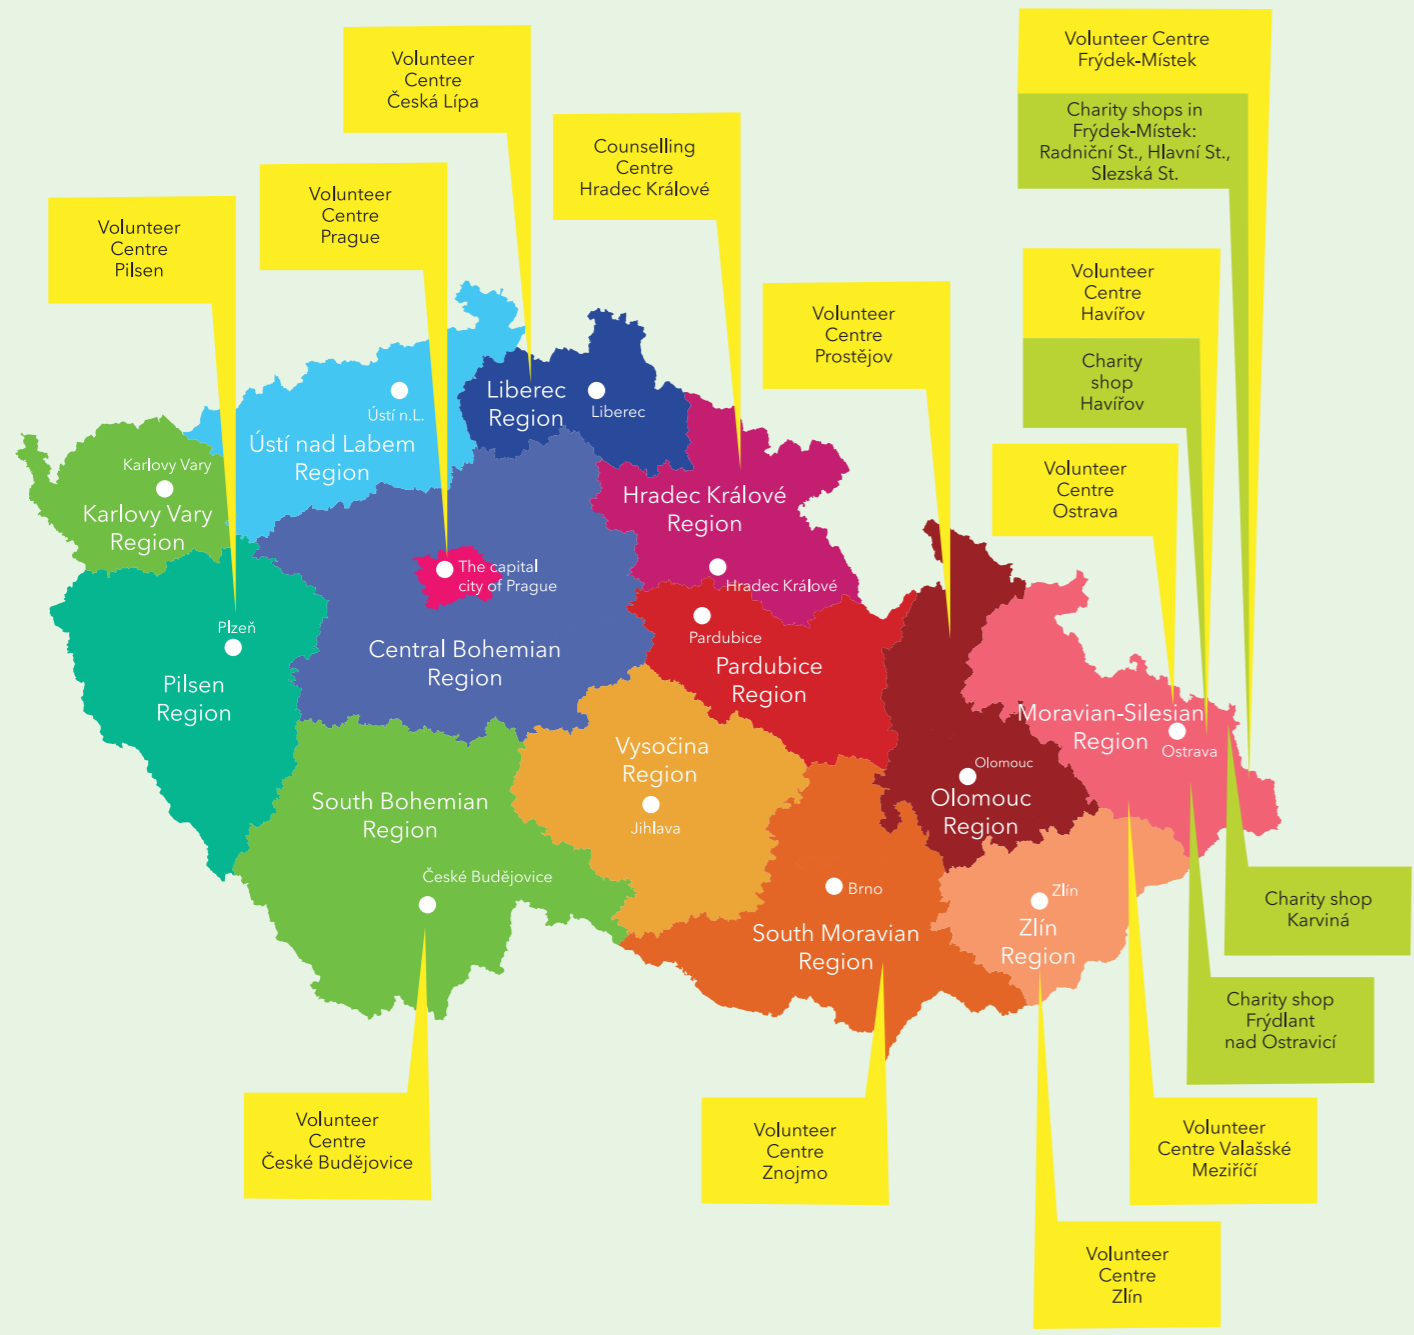 Volunteer Centre
Frýdek-Místek
Charity shops in
Frýdek-Místek:
Radniční St., Hlavní St.,
Slezská St.
Volunteer
Centre
Česká Lípa
Counselling
Centre
Hradec Králové
Volunteer
Centre
Prague
Volunteer
Centre
Pilsen
Volunteer
Centre
Havířov
Charity
shop
Havířov
Volunteer
Centre
Prostějov
Volunteer
Centre
Ostrava
Liberec
Region
Liberec
Ústí n.L.
Ústí nad Labem
Region
Karlovy Vary
Karlovy Vary
Region
Hradec Králové
Region
Hradec Králové
The capital
city of Prague
Central Bohemian
Region
Plzeň
Pilsen
Region
Pardubice
Pardubice
Region
Moravian-Silesian
Region
Ostrava
Vysočina
Region
Jihlava
Olomouc
Olomouc
Region
South Bohemian
Region
České Budějovice
Brno
South Moravian
Region
Zlín
Zlín
Region
Charity shop
Karviná
Charity shop
Frýdlant
nad Ostravicí
Volunteer
Centre
České Budějovice
Volunteer
Centre
Znojmo
Volunteer
Centre Valašské
Meziříčí
Volunteer
Centre
Zlín